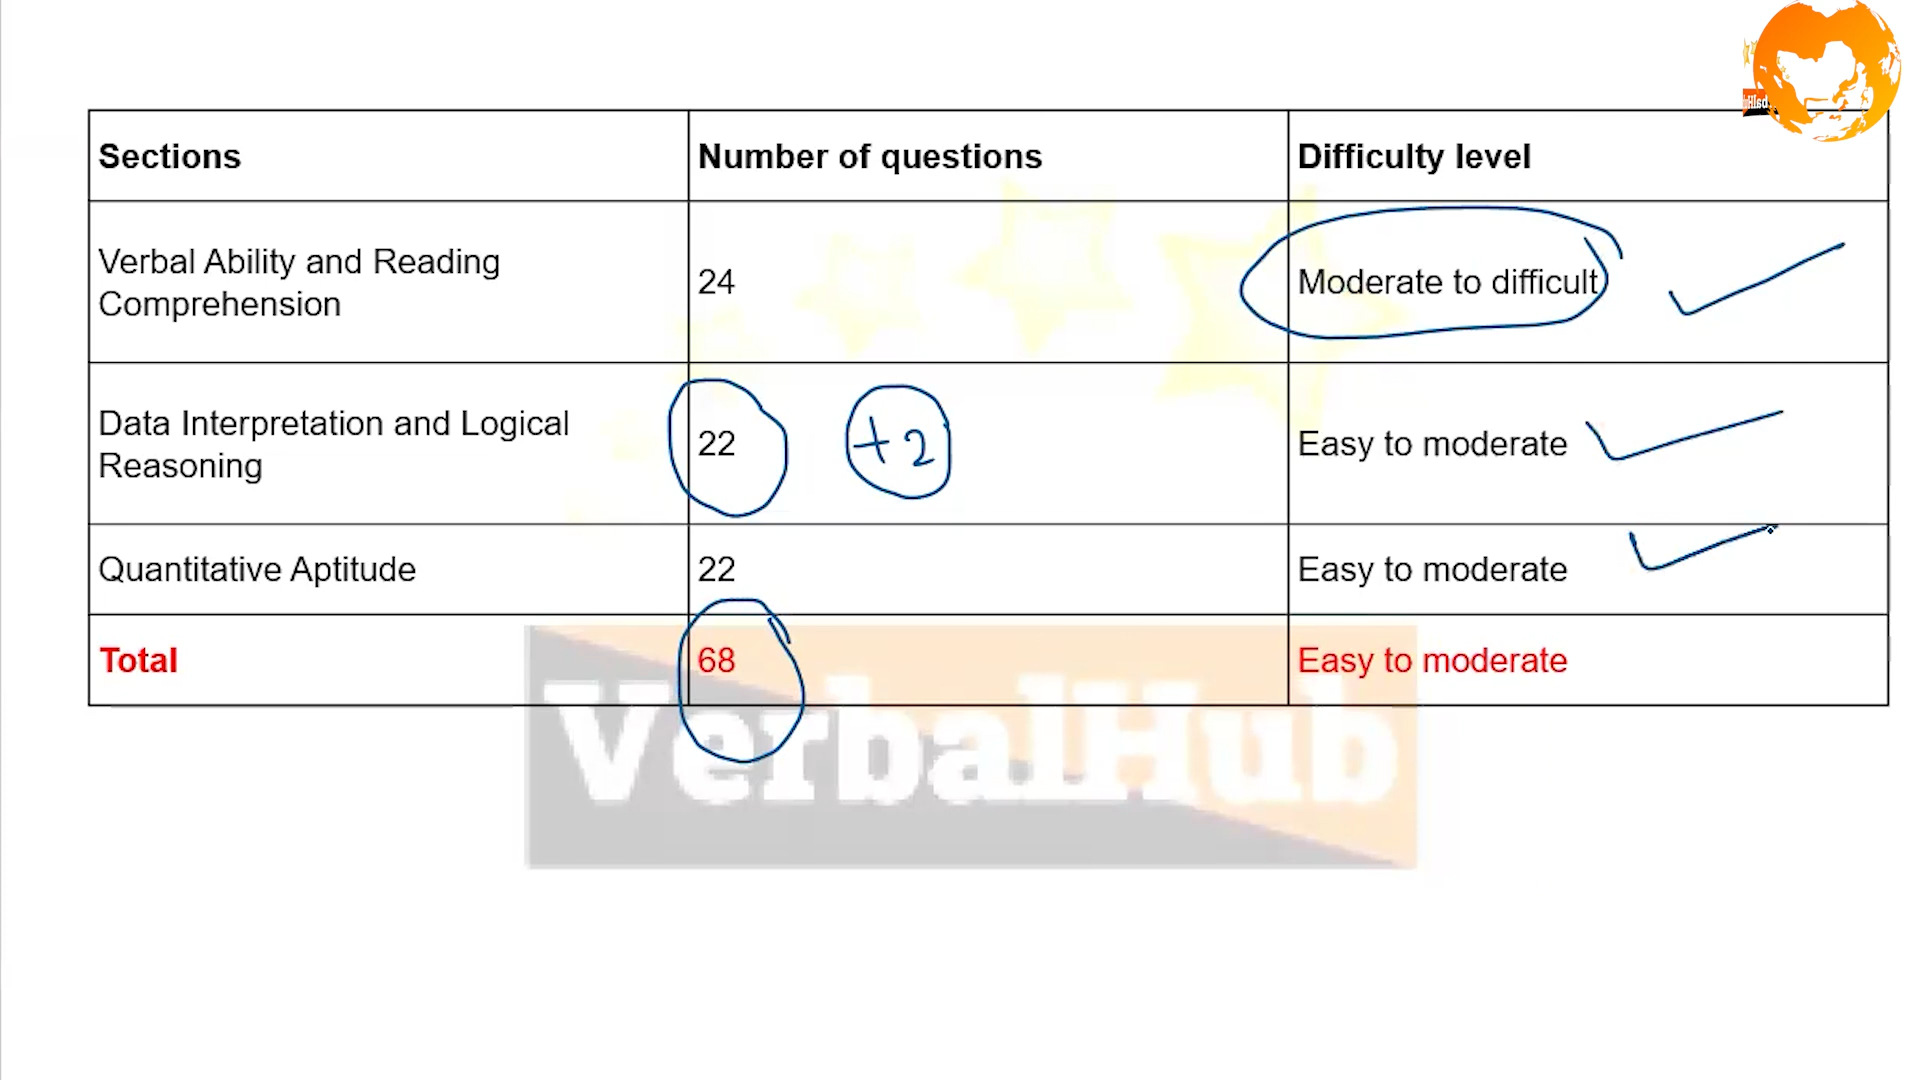 Sections
Number of questions
Difficulty level
Verbal Ability and Reading
Comprehension
24
Moderate to difficult
Data Interpretation and Logical
Reasoning
22
+2
Easy to moderate
Quantitative Aptitude
22
Easy to moderate
Total
68
Easy to moderate
VerbalHub